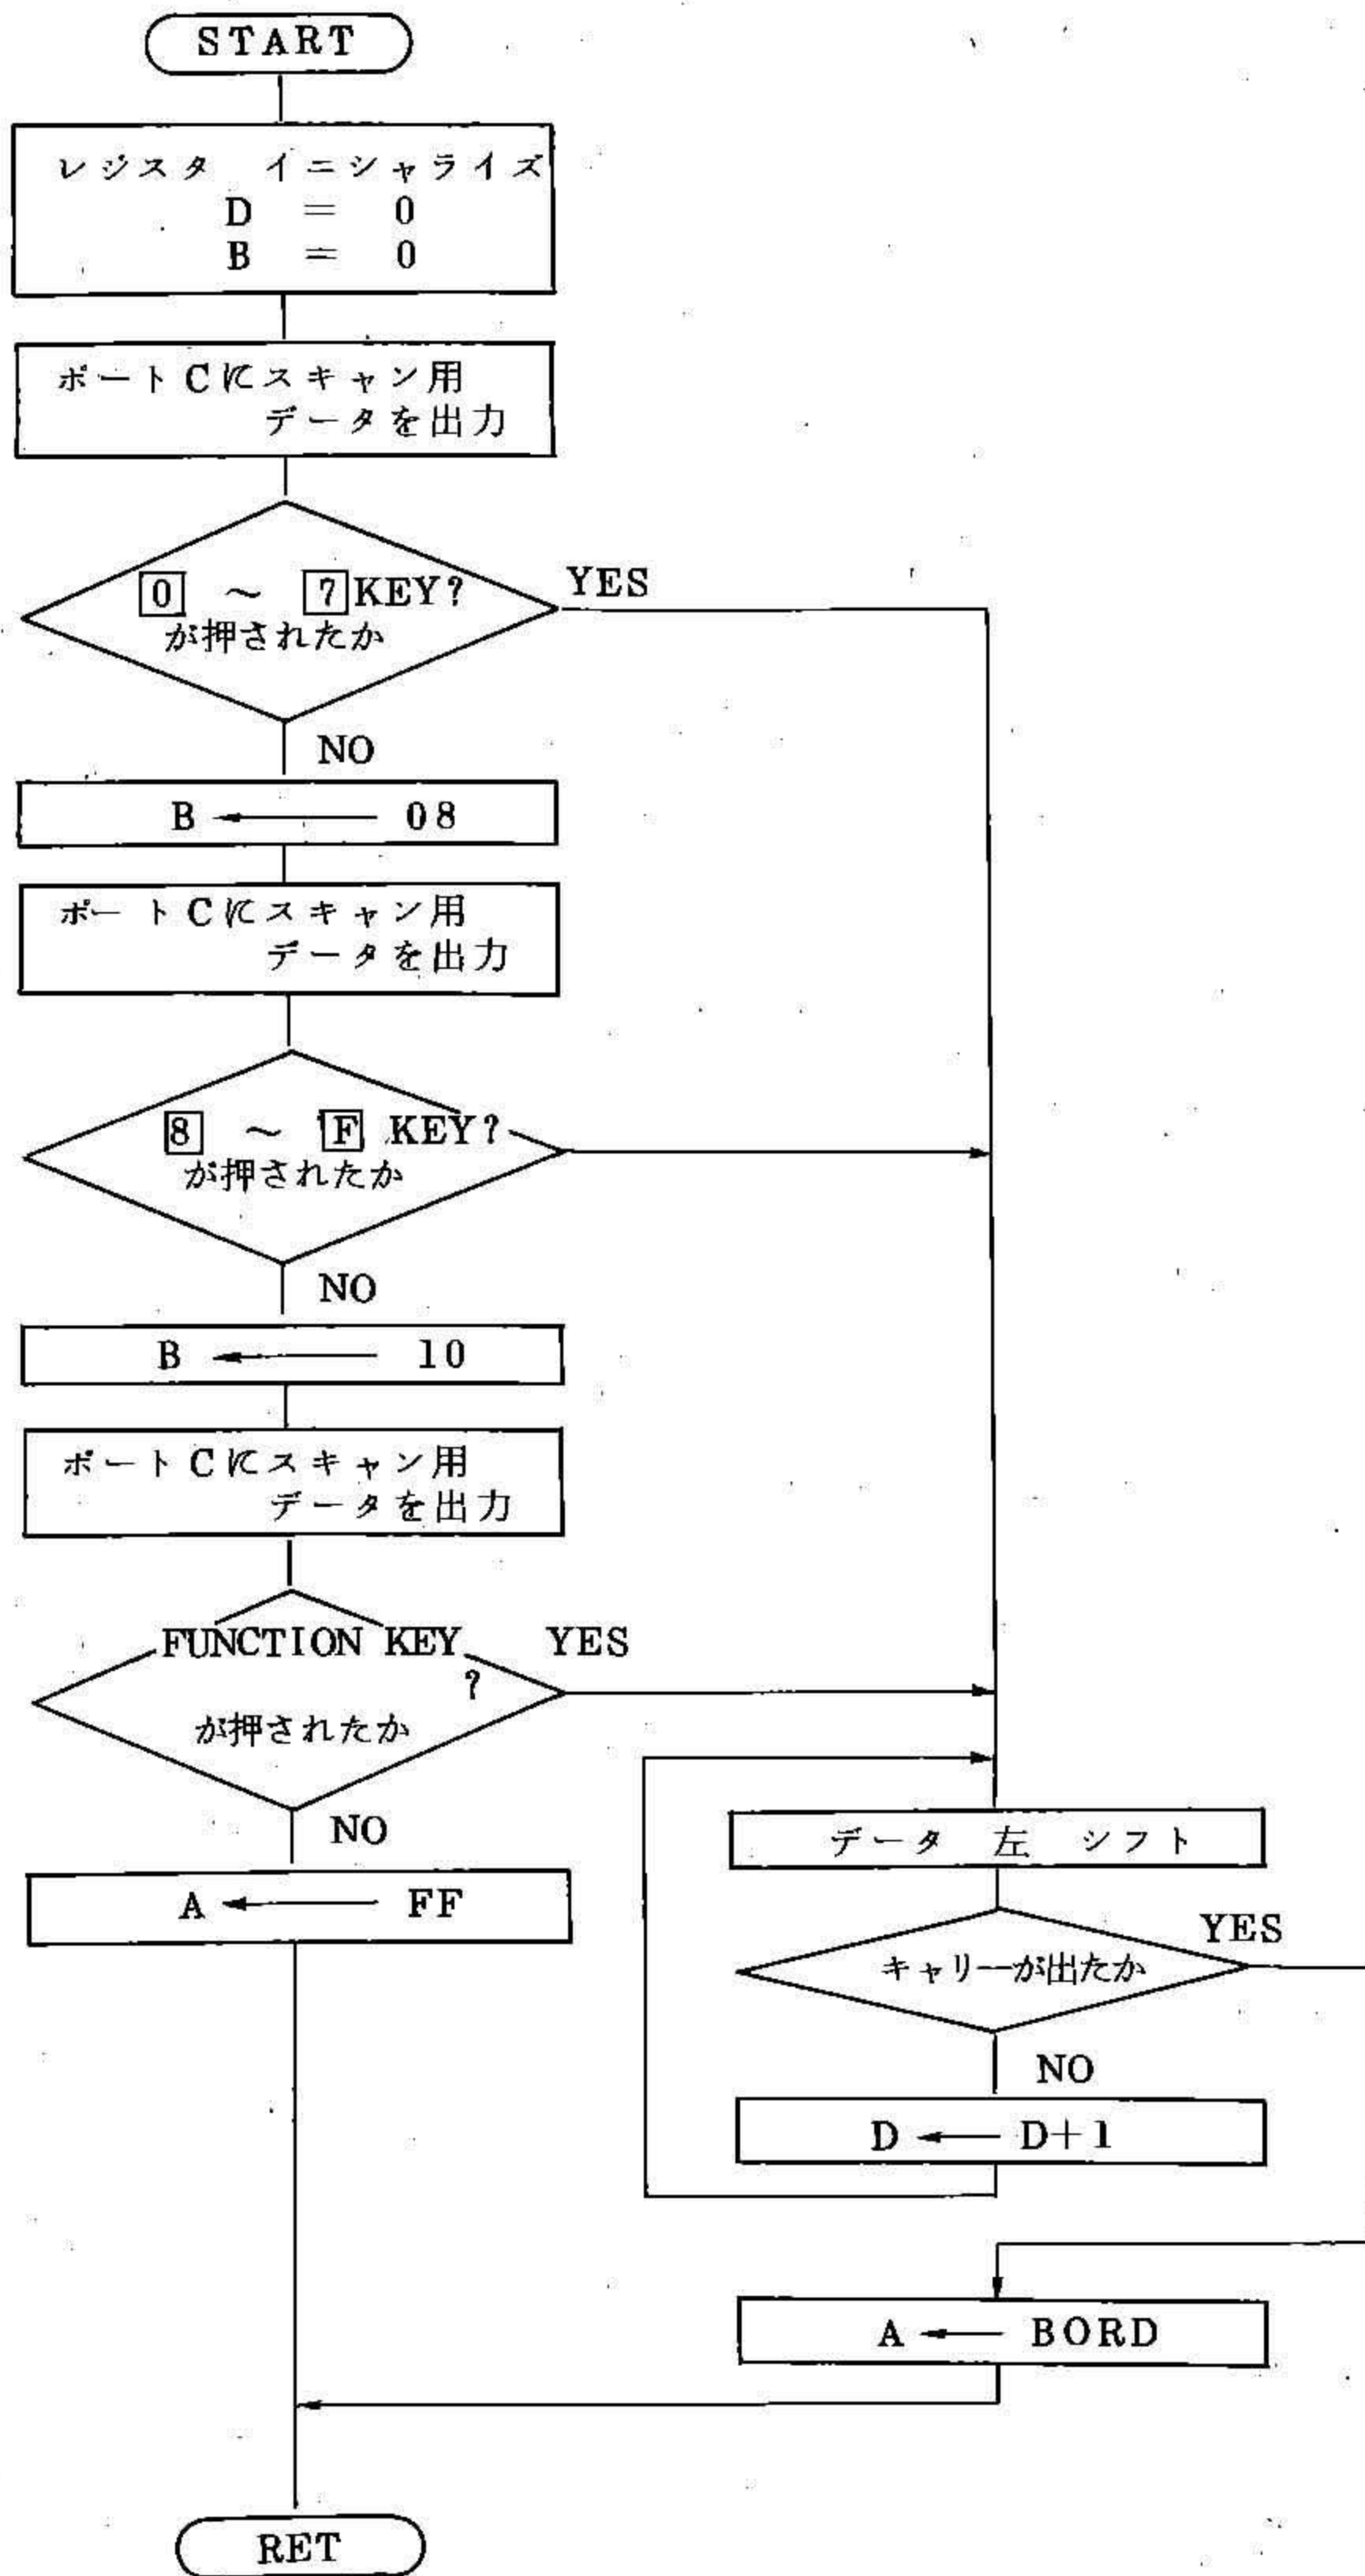 START
レジスタ イニシャライズ
D = 0
B = 0
ポートCにスキャン用
データを出力
0 ～ 7 KEY?
が押されたか
YES
NO
B ← 08
ポートCにスキャン用
データを出力
8 ～ F KEY?
が押されたか
NO
B ← 10
ポートCにスキャン用
データを出力
FUNCTION KEY
?
が押されたか
YES
NO
A ← FF
データ 左 シフト
キャリーが出たか
YES
NO
D ← D+1
A ← BORD
RET